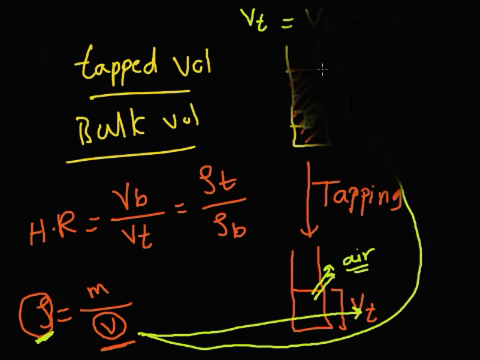 Vt =
tapped vol
Bulk vol
H.R = Vb/Vt = ρt/ρb
Tapping
air
ρ = m/v
Vt